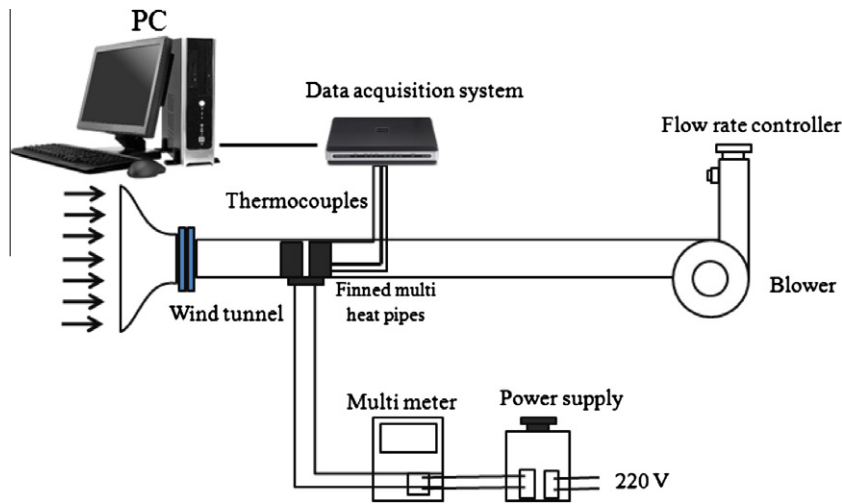 PC
Data acquisition system
Flow rate controller
Thermocouples
Wind tunnel
Finned multi
heat pipes
Blower
Multi meter
Power supply
220 V